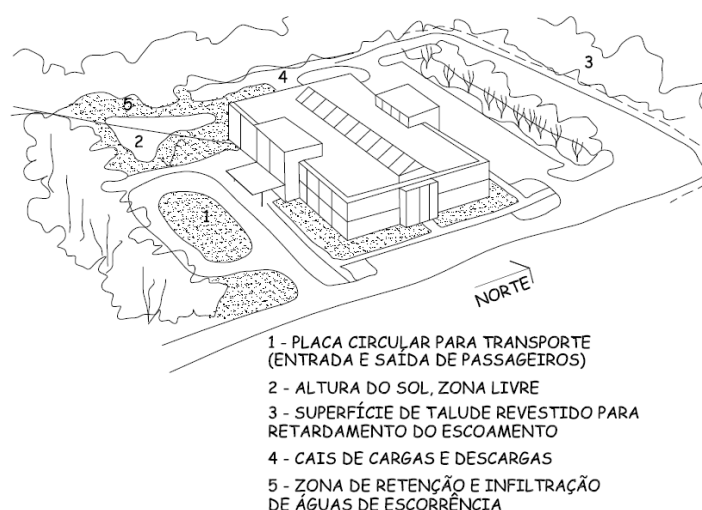 4
3
5
2
1
NORTE
1 - PLACA CIRCULAR PARA TRANSPORTE
(ENTRADA E SAÍDA DE PASSAGEIROS)
2 - ALTURA DO SOL, ZONA LIVRE
3 - SUPERFÍCIE DE TALUDE REVESTIDO PARA
RETARDAMENTO DO ESCOAMENTO
4 - CAIS DE CARGAS E DESCARGAS
5 - ZONA DE RETENÇÃO E INFILTRAÇÃO
DE ÁGUAS DE ESCORRÊNCIA